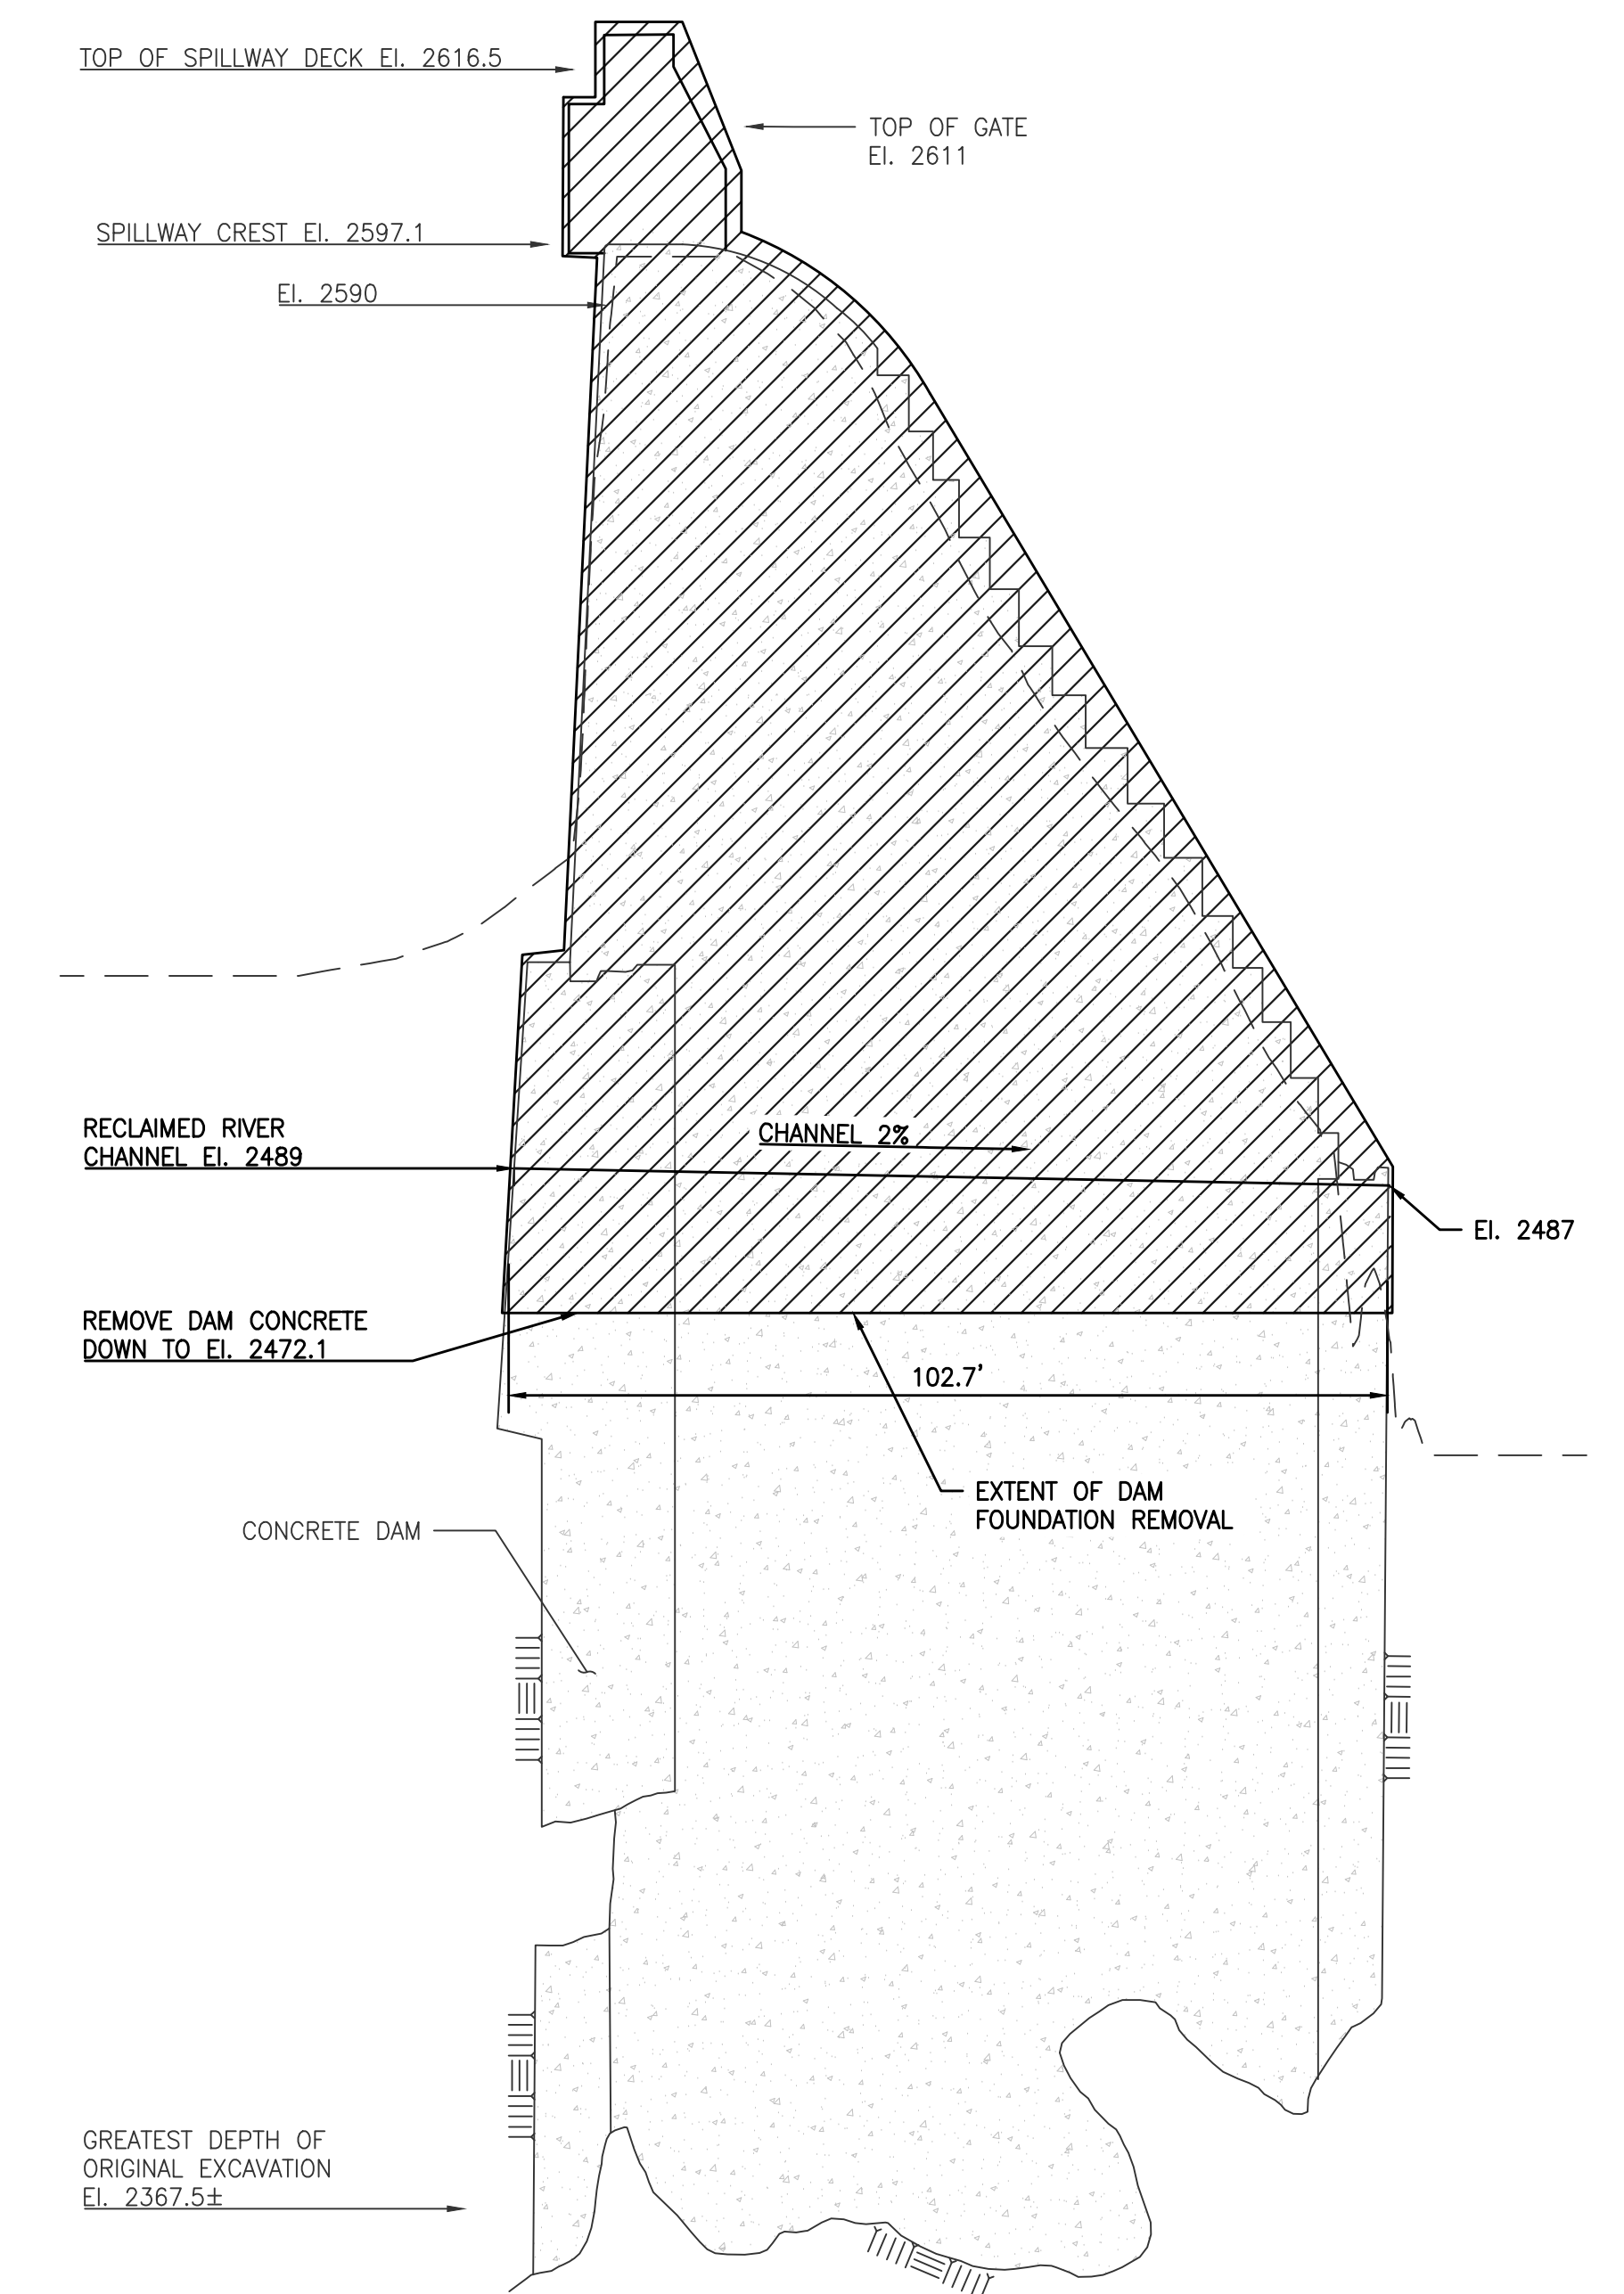 TOP OF SPILLWAY DECK El. 2616.5
TOP OF GATE
El. 2611
SPILLWAY CREST El. 2597.1
El. 2590
RECLAIMED RIVER
CHANNEL El. 2489
CHANNEL 2%
El. 2487
REMOVE DAM CONCRETE
DOWN TO El. 2472.1
102.7'
EXTENT OF DAM
FOUNDATION REMOVAL
CONCRETE DAM
GREATEST DEPTH OF
ORIGINAL EXCAVATION
El. 2367.5±